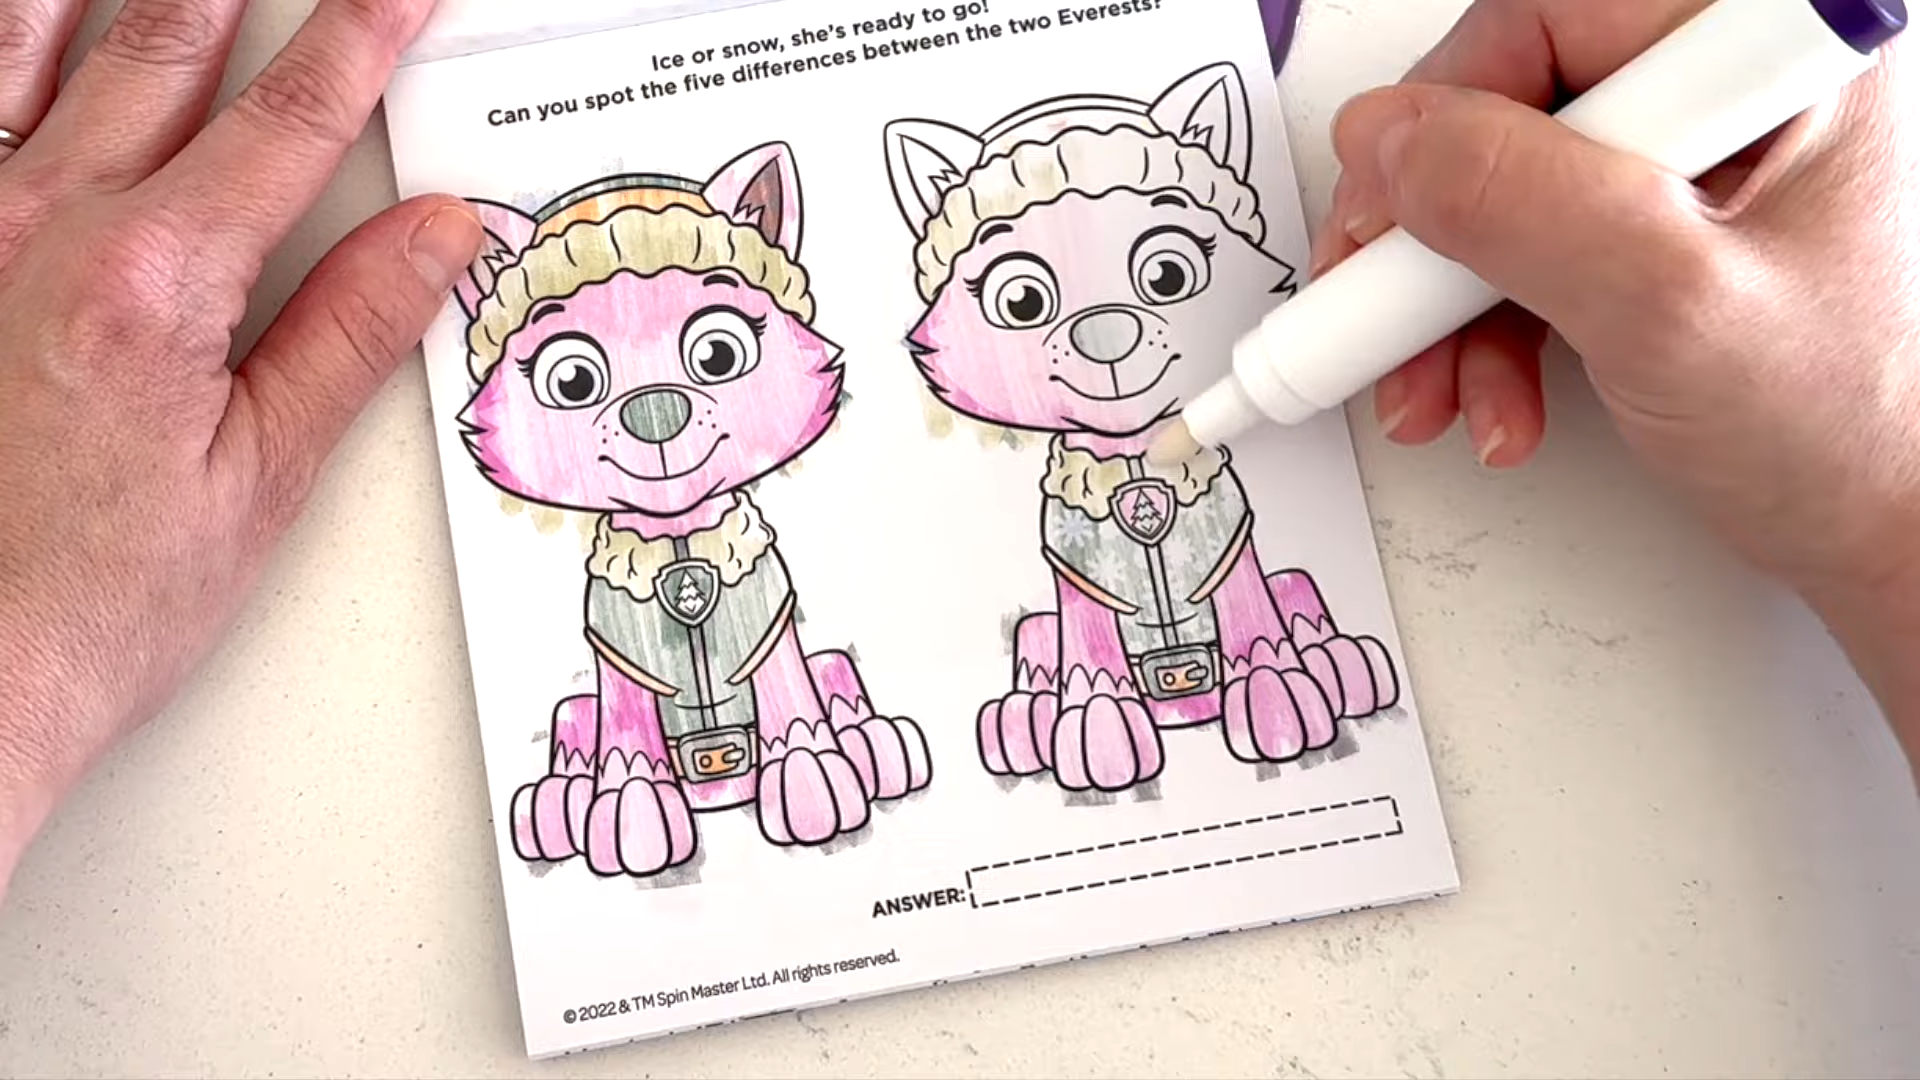 Ice or snow, she's ready to go!
Can you spot the five differences between the two Everests?
ANSWER:
© 2022 & TM Spin Master Ltd. All rights reserved.